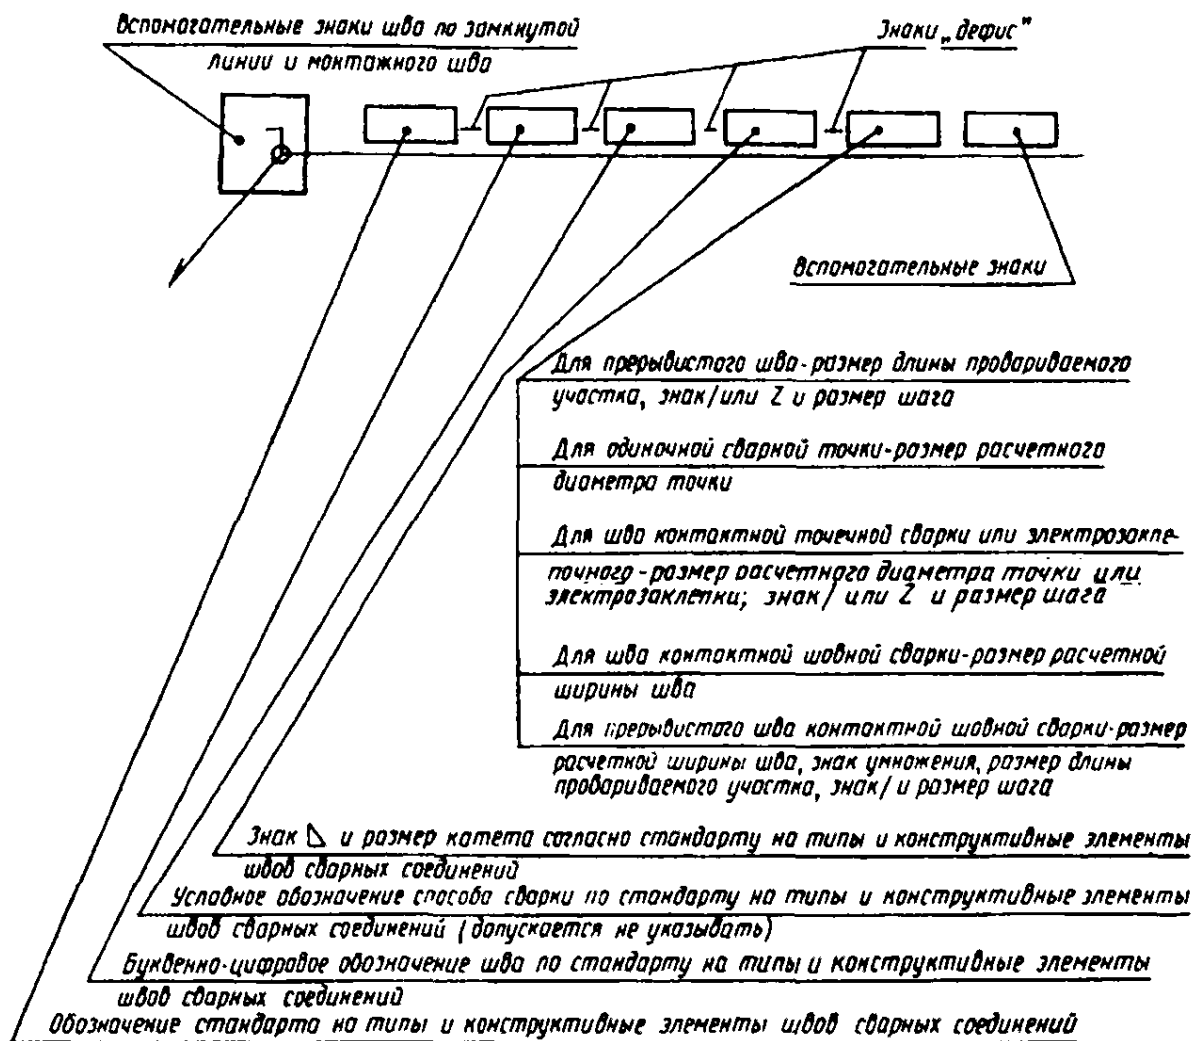 Вспомагательные знаки шва по замкнутой
линии и монтажного шва
Знаки „дефис"
Вспомогательные знаки
Для прерывистого шва-размер длины провариваемого
участка, знак/или Z и размер шага
Для одиночной сварной точки-размер расчетного
диаметра точки
Для шва контактной точечной сварки или электрозакле-
почного-размер расчетного диаметра точки или
электрозаклепки; знак/ или Z и размер шага
Для шва контактной шовной сварки-размер расчетной
ширины шва
Для прерывистого шва контактной шовной сварки-размер
расчетной ширины шва, знак умножения, размер длины
провариваемого участка, знак/ и размер шага
Знак ◺ и размер катета согласно стандарту на типы и конструктивные элементы
швов сварных соединений
Условное обозначение способа сварки по стандарту на типы и конструктивные элементы
швов сварных соединений (допускается не указывать)
Буквенно-цифровое обозначение шва по стандарту на типы и конструктивные элементы
швов сварных соединений
Обозначение стандарта на типы и конструктивные элементы швов сварных соединений